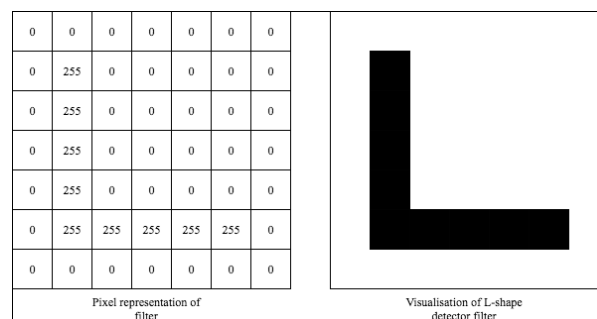 0 0 0 0 0 0 0
0 255 0 0 0 0 0
0 255 0 0 0 0 0
0 255 0 0 0 0 0
0 255 0 0 0 0 0
0 255 255 255 255 255 0
0 0 0 0 0 0 0
Pixel representation of
filter
Visualisation of L-shape
detector filter